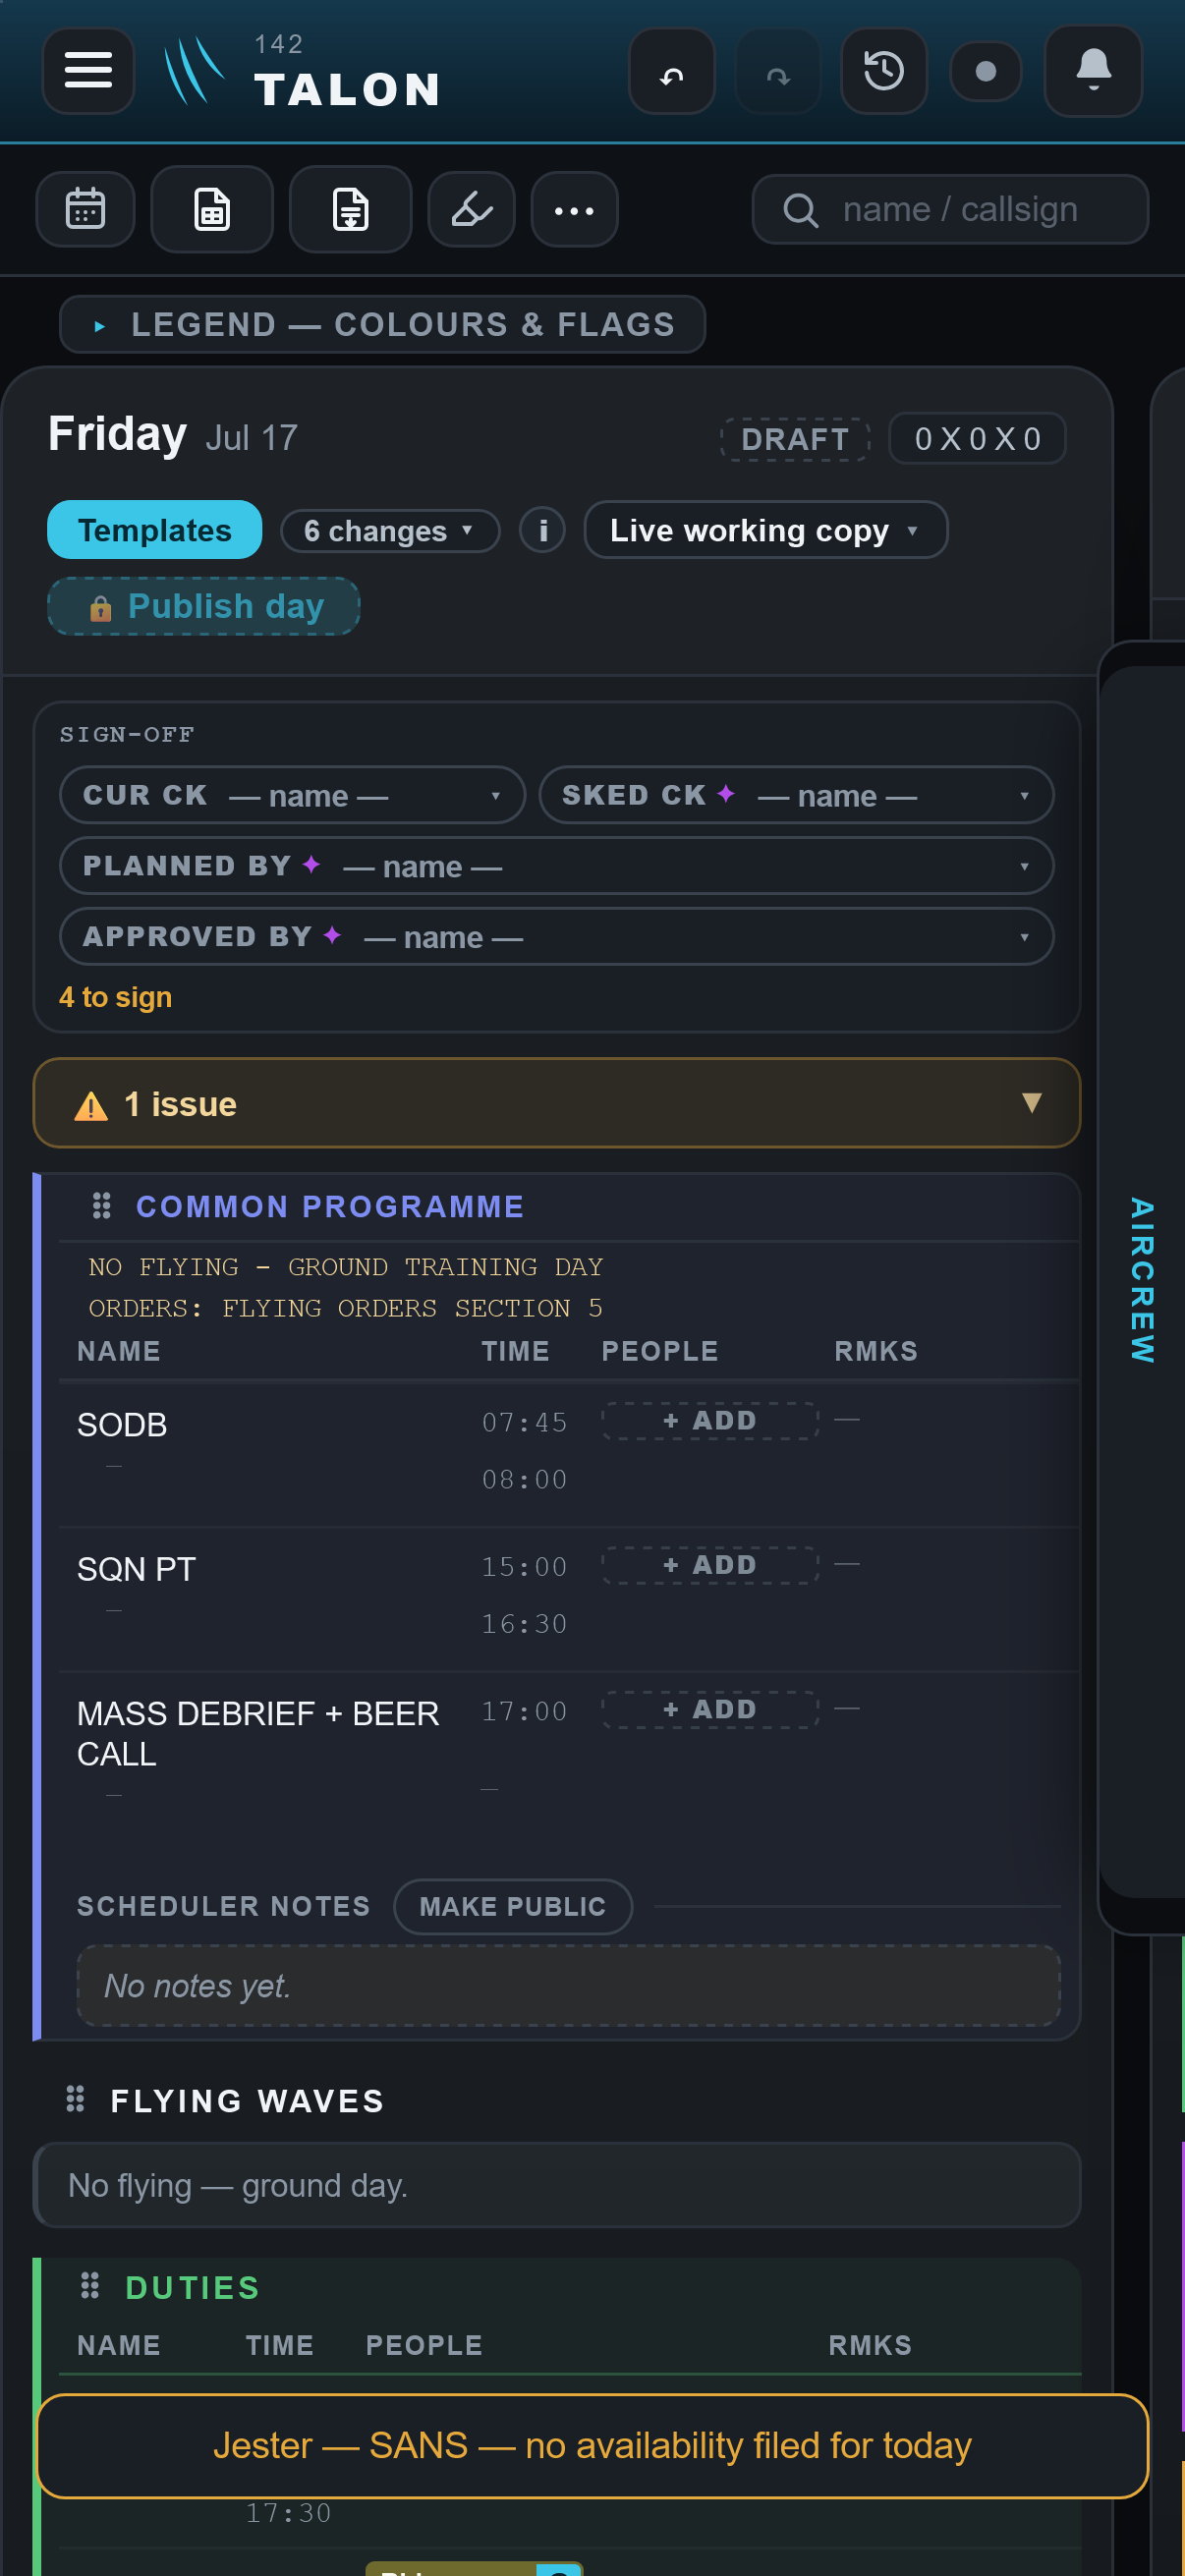 142
TALON
name / callsign
LEGEND — COLOURS & FLAGS
Friday Jul 17 DRAFT 0 X 0 X 0
Templates 6 changes i Live working copy
Publish day
SIGN-OFF
CUR CK — name — SKED CK — name —
PLANNED BY — name —
APPROVED BY — name —
4 to sign
1 issue
COMMON PROGRAMME
NO FLYING - GROUND TRAINING DAY
ORDERS: FLYING ORDERS SECTION 5
NAME TIME PEOPLE RMKS
SODB 07:45 + ADD —
— 08:00
SQN PT 15:00 + ADD —
— 16:30
MASS DEBRIEF + BEER 17:00 + ADD —
CALL
— —
SCHEDULER NOTES MAKE PUBLIC
No notes yet.
AIRCREW
FLYING WAVES
No flying — ground day.
DUTIES
NAME TIME PEOPLE RMKS
Jester — SANS — no availability filed for today
17:30